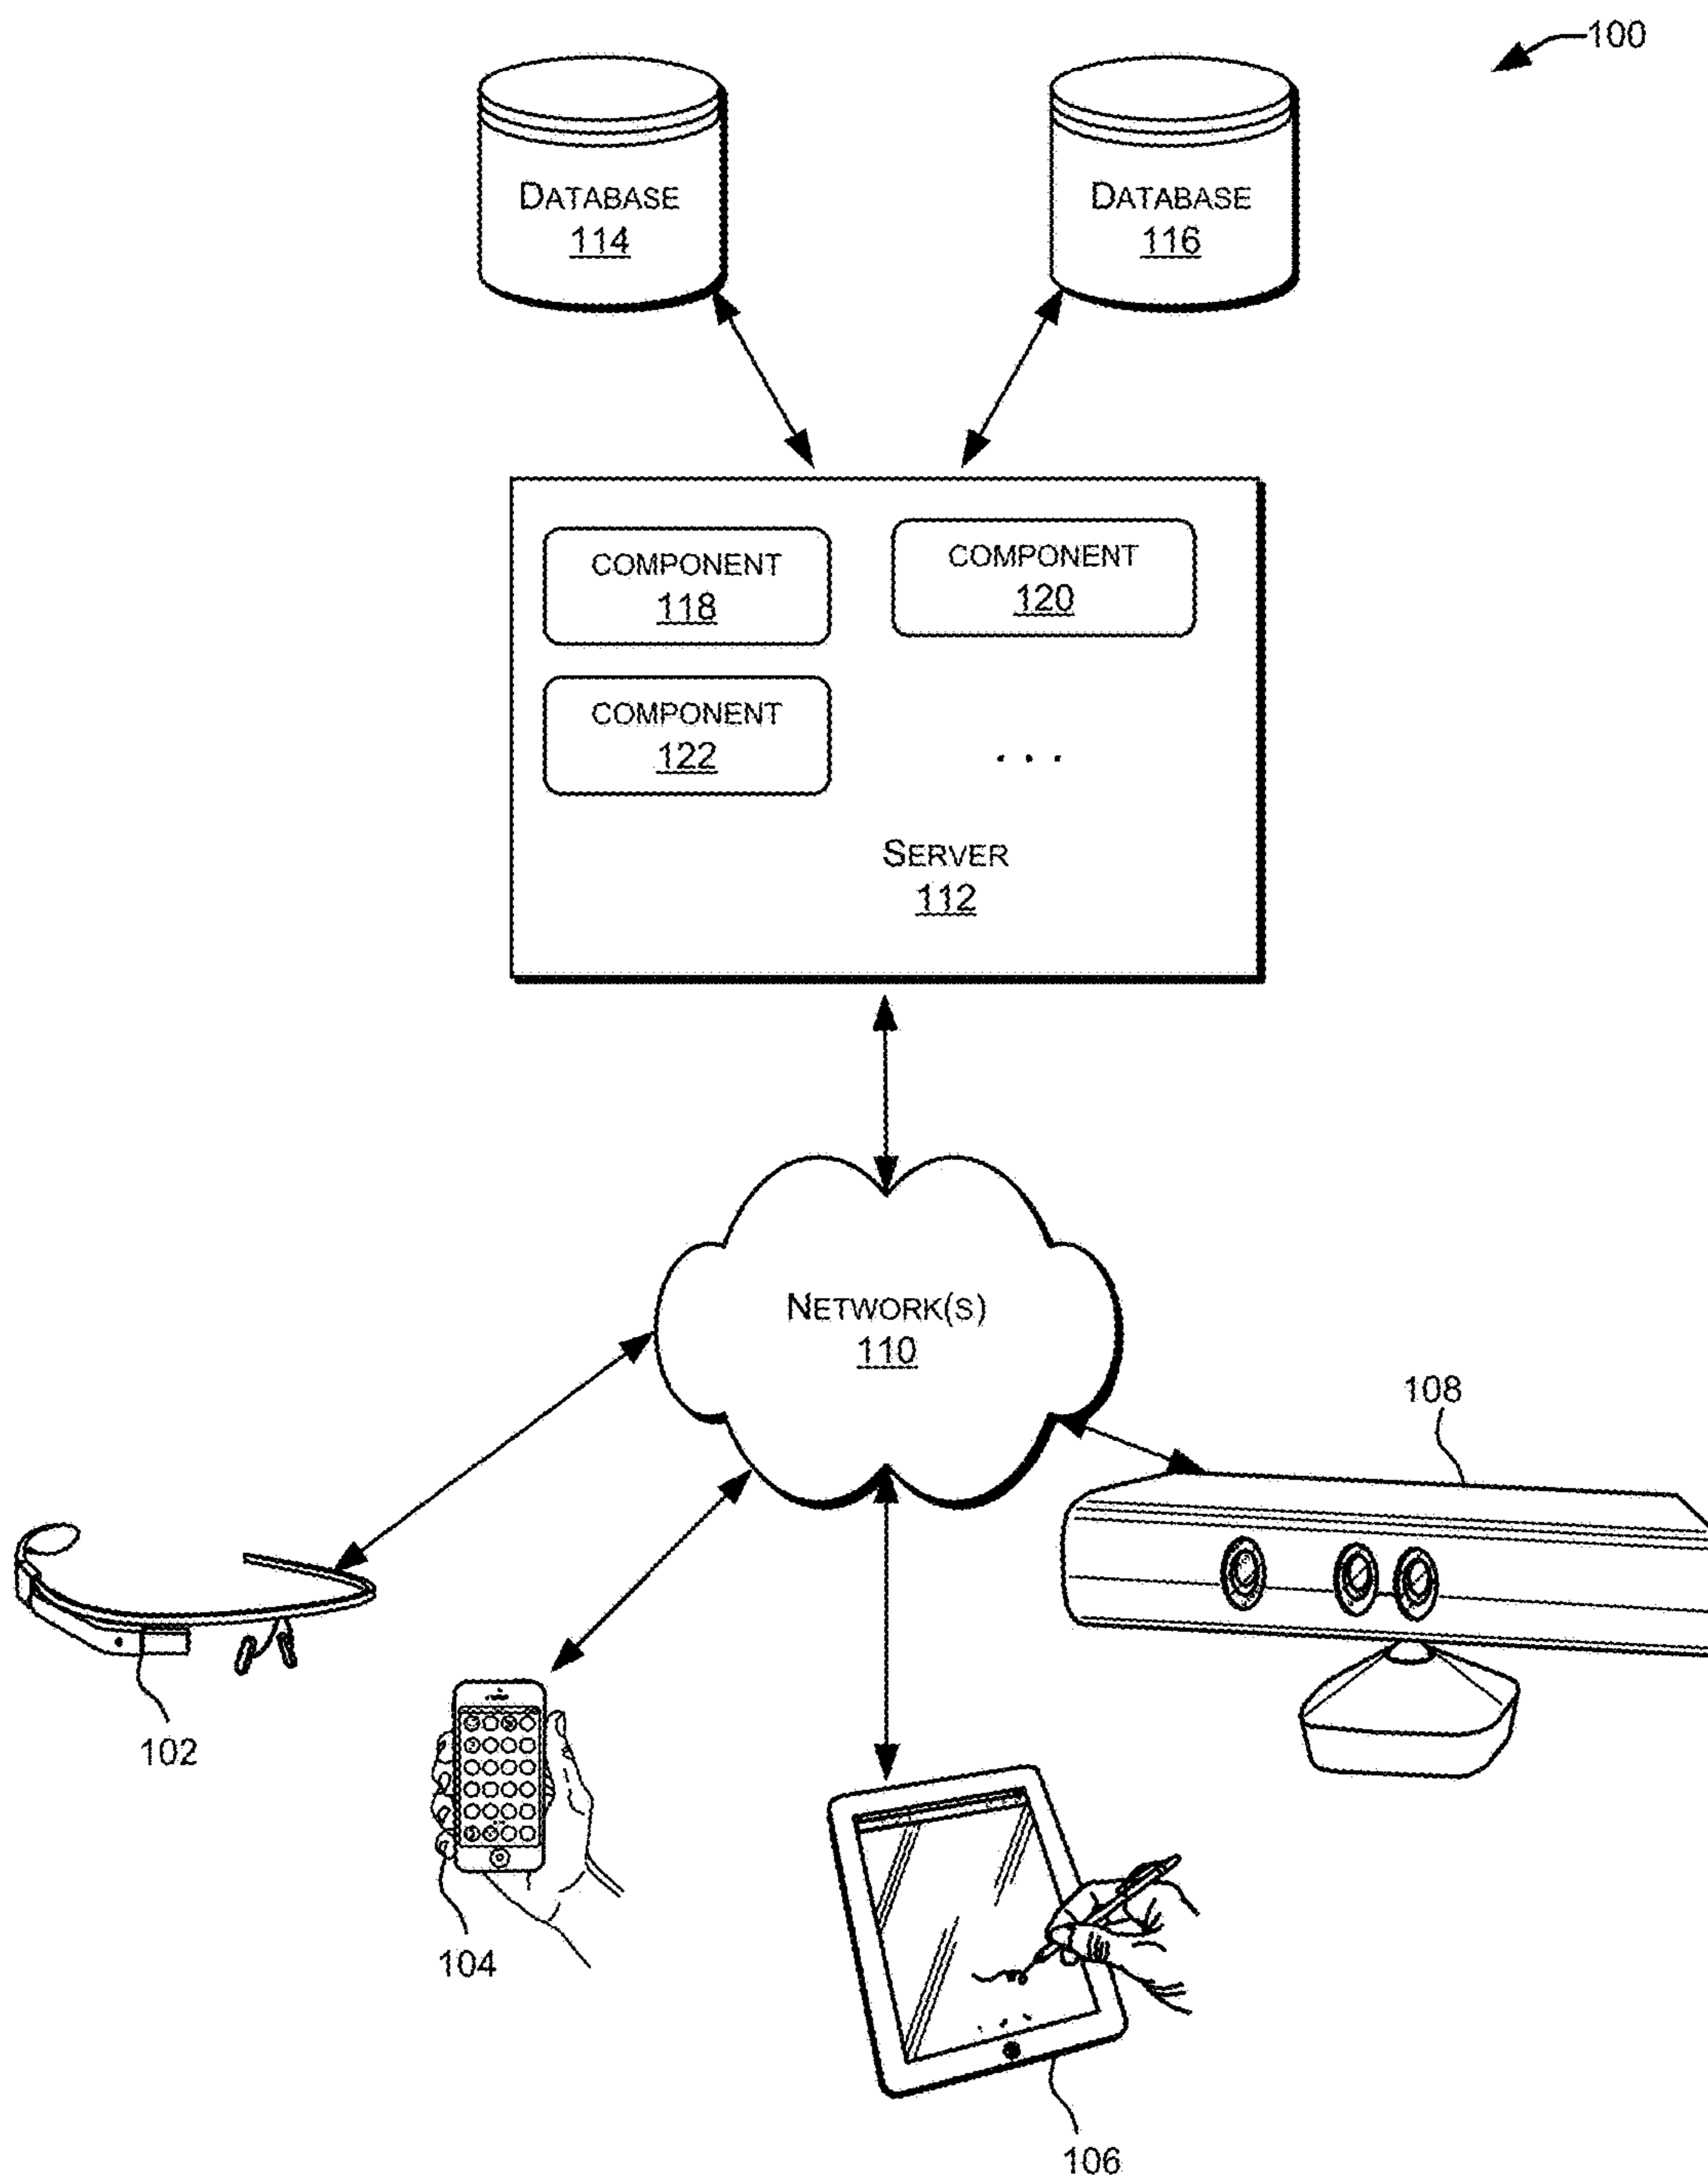 100
DATABASE
114
DATABASE
116
COMPONENT
118
COMPONENT
120
COMPONENT
122
. . .
SERVER
112
NETWORK(S)
110
108
102
104
106